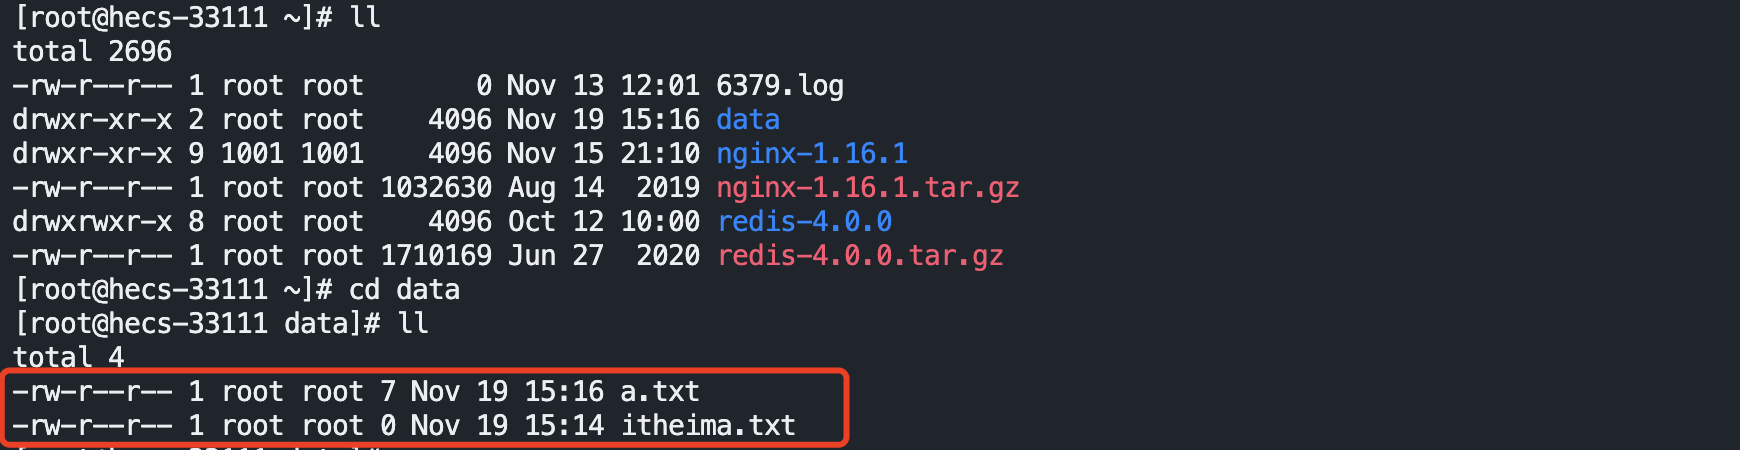 [root@hecs-33111 ~]# ll
total 2696
-rw-r--r-- 1 root root       0 Nov 13 12:01 6379.log
drwxr-xr-x 2 root root    4096 Nov 19 15:16 data
drwxr-xr-x 9 1001 1001    4096 Nov 15 21:10 nginx-1.16.1
-rw-r--r-- 1 root root 1032630 Aug 14  2019 nginx-1.16.1.tar.gz
drwxrwxr-x 8 root root    4096 Oct 12 10:00 redis-4.0.0
-rw-r--r-- 1 root root 1710169 Jun 27  2020 redis-4.0.0.tar.gz
[root@hecs-33111 ~]# cd data
[root@hecs-33111 data]# ll
total 4
-rw-r--r-- 1 root root 7 Nov 19 15:16 a.txt
-rw-r--r-- 1 root root 0 Nov 19 15:14 itheima.txt